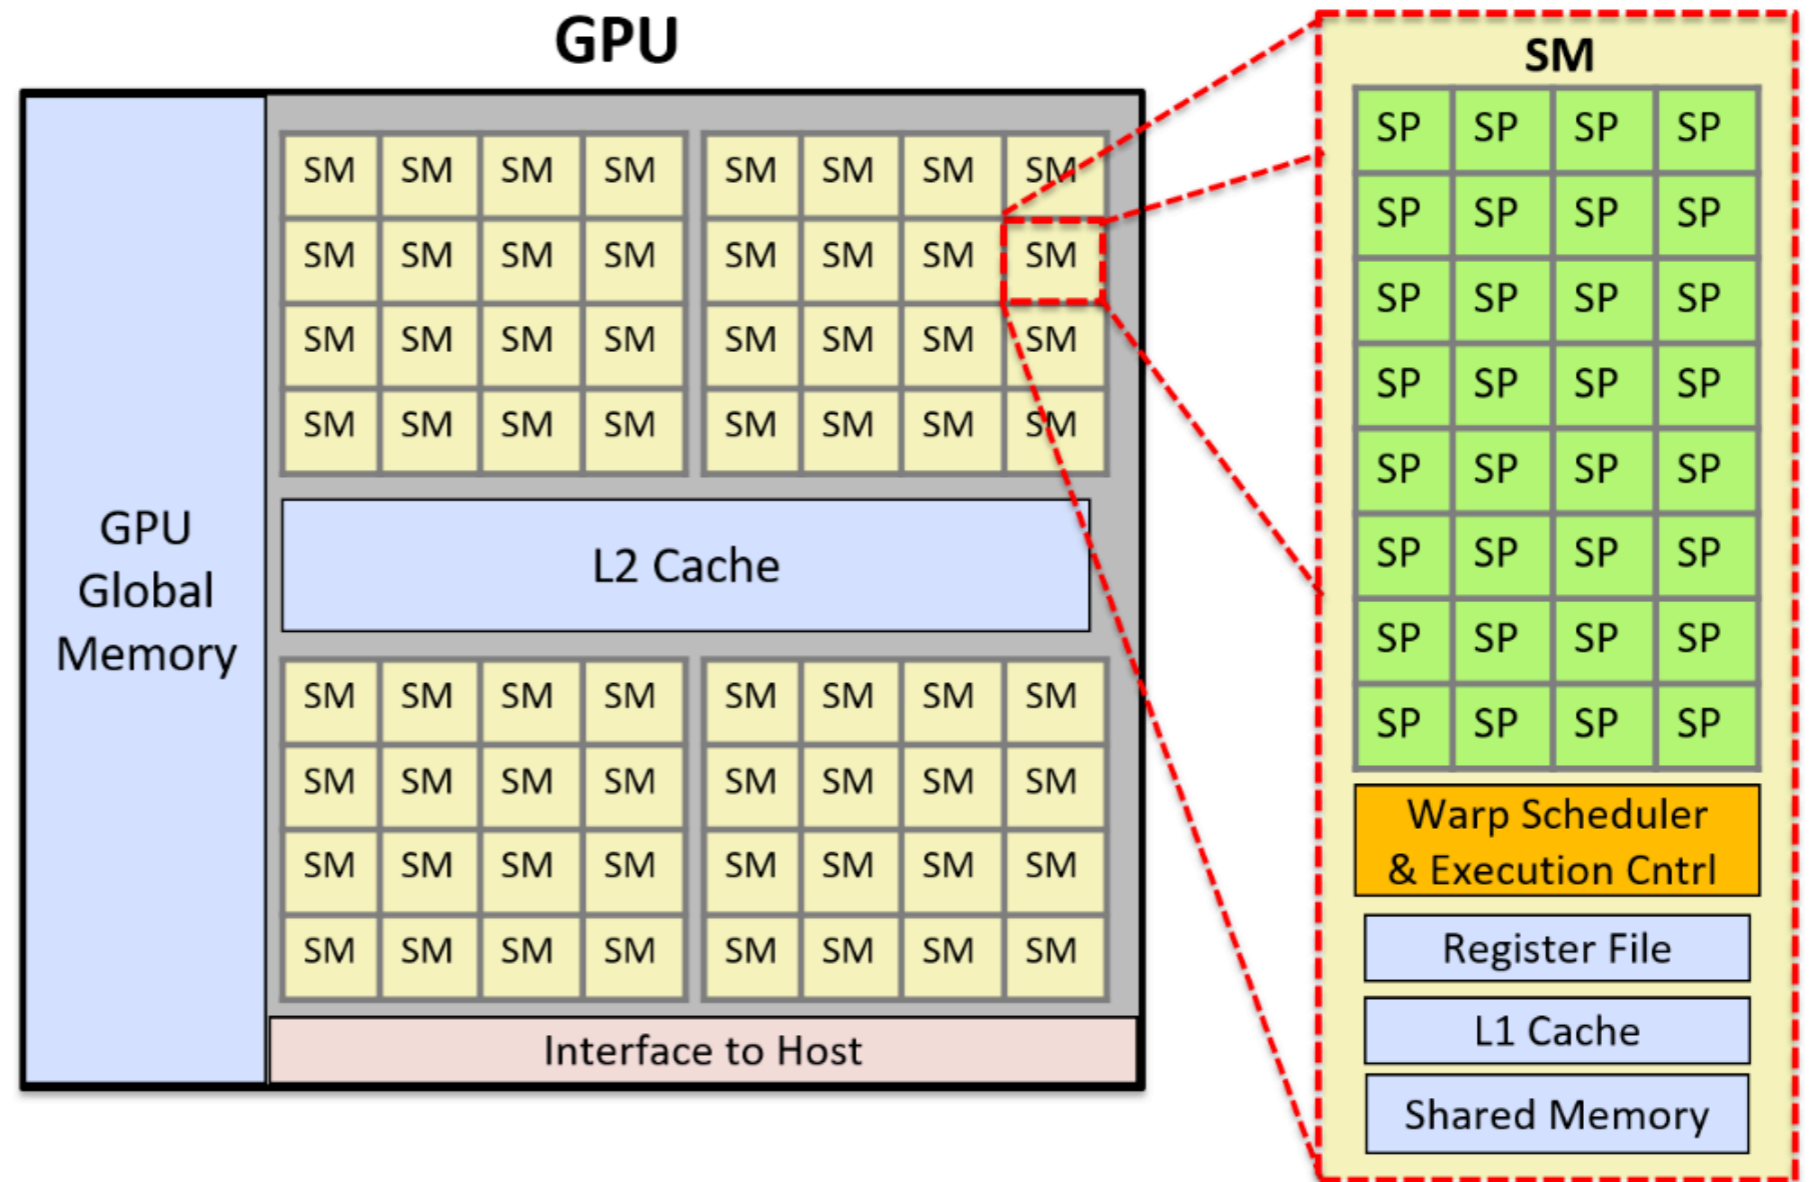 GPU
GPU
Global
Memory
SM SM SM SM SM SM SM SM
SM SM SM SM SM SM SM SM
SM SM SM SM SM SM SM SM
SM SM SM SM SM SM SM SM
L2 Cache
SM SM SM SM SM SM SM SM
SM SM SM SM SM SM SM SM
SM SM SM SM SM SM SM SM
SM SM SM SM SM SM SM SM
Interface to Host
SM
SP SP SP SP
SP SP SP SP
SP SP SP SP
SP SP SP SP
SP SP SP SP
SP SP SP SP
SP SP SP SP
SP SP SP SP
Warp Scheduler
& Execution Cntrl
Register File
L1 Cache
Shared Memory